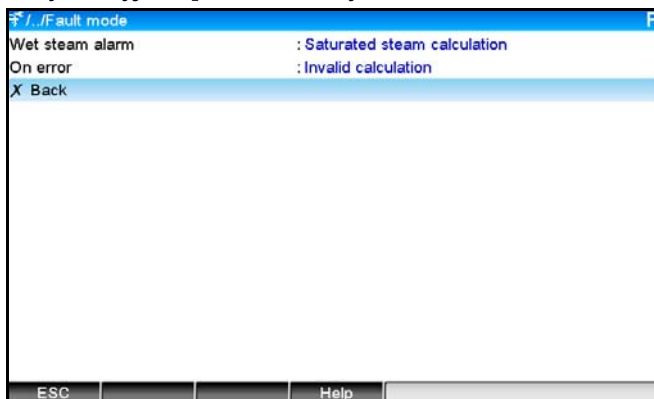 /../Fault mode
Wet steam alarm : Saturated steam calculation
On error : Invalid calculation
X Back
ESC Help